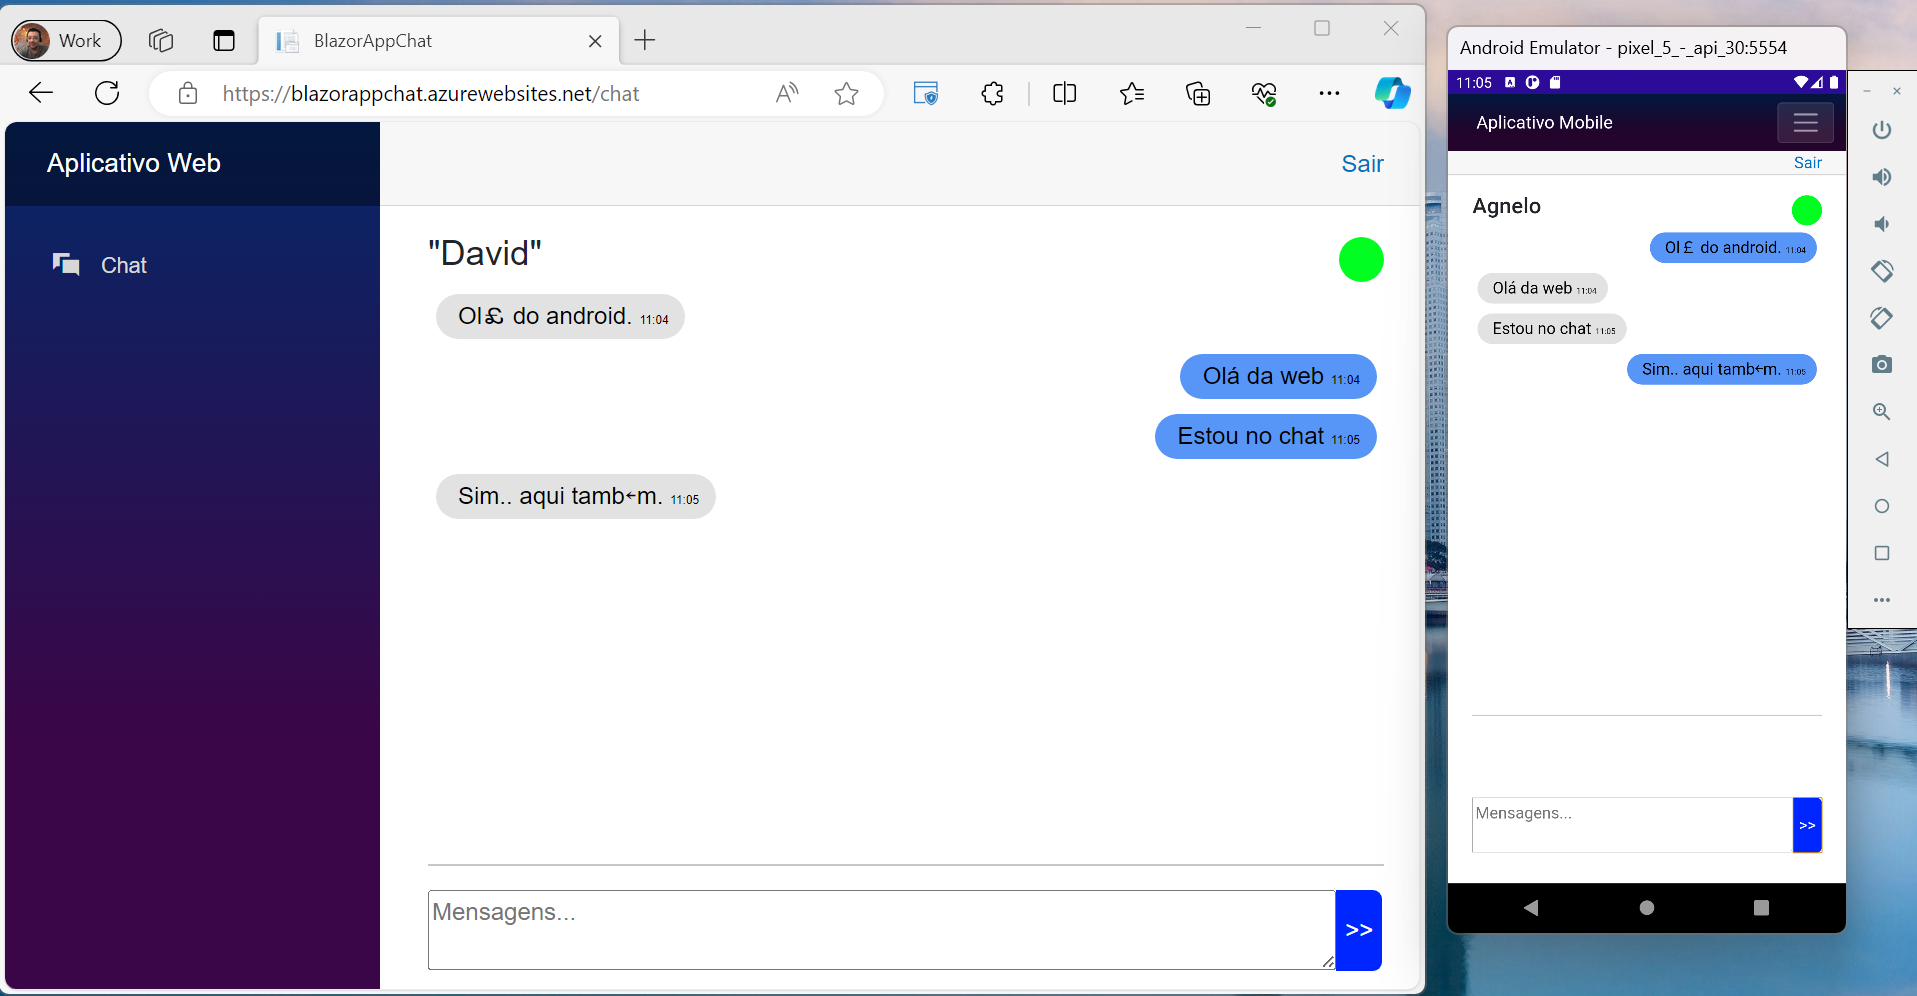 Work
BlazorAppChat
https://blazorappchat.azurewebsites.net/chat
Aplicativo Web
Sair
Chat
"David"
Ol₤ do android. 11:04
Olá da web 11:04
Estou no chat 11:05
Sim.. aqui tamb←m. 11:05
Mensagens...
>>
Android Emulator - pixel_5_-_api_30:5554
11:05
Aplicativo Mobile
Sair
Agnelo
Ol£ do android. 11:04
Olá da web 11:04
Estou no chat 11:05
Sim.. aqui tamb←m. 11:05
Mensagens...
>>